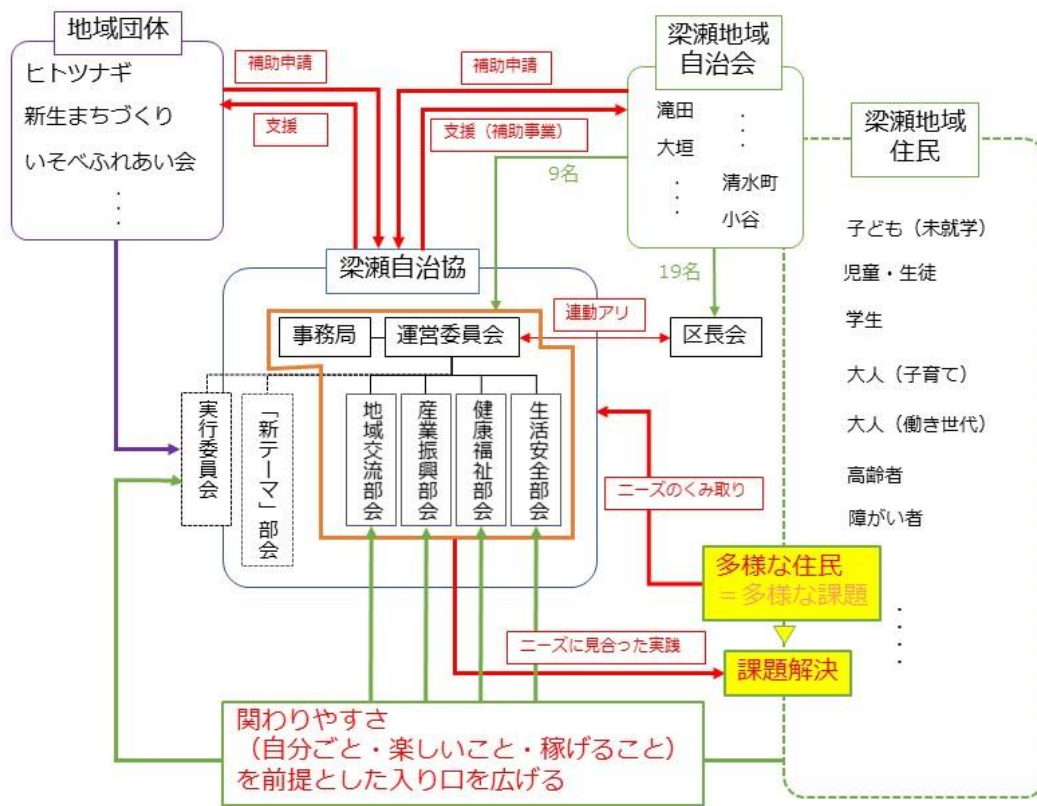 地域団体
ヒトツナギ
新生まちづくり
いそべふれあい会
・・・・
補助申請
支援
補助申請
支援（補助事業）
梁瀬地域
自治会
滝田
大垣
・・・
・・・
清水町
小谷
9名
19名
梁瀬地域
住民
子ども（未就学）
児童・生徒
学生
大人（子育て）
大人（働き世代）
高齢者
障がい者
・・・・
梁瀬自治協
事務局
運営委員会
連動アリ
区長会
実行委員会
「新テーマ」部会
地域交流部会
産業振興部会
健康福祉部会
生活安全部会
ニーズのくみ取り
多様な住民
＝多様な課題
ニーズに見合った実践
課題解決
関わりやすさ
（自分ごと・楽しいこと・稼げること）
を前提とした入り口を広げる